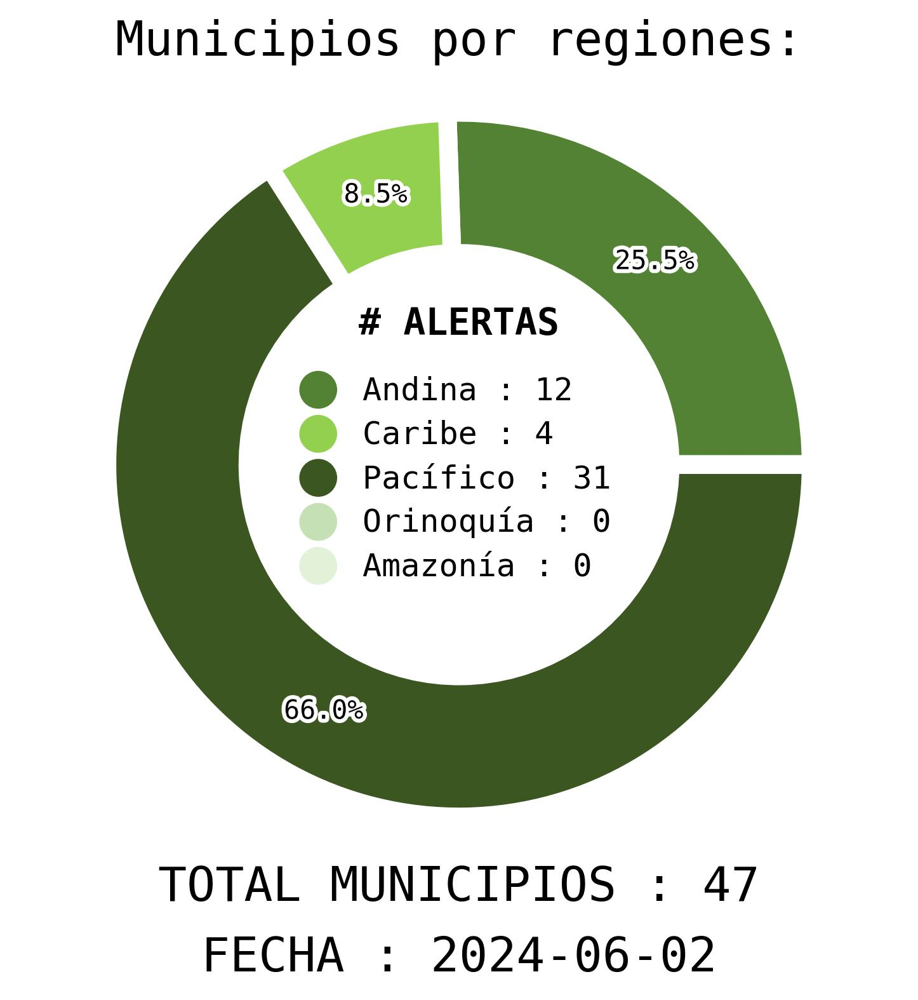 Municipios por regiones:
8.5%
25.5%
# ALERTAS
Andina : 12
Caribe : 4
Pacífico : 31
Orinoquía : 0
Amazonía : 0
66.0%
TOTAL MUNICIPIOS : 47
FECHA : 2024-06-02